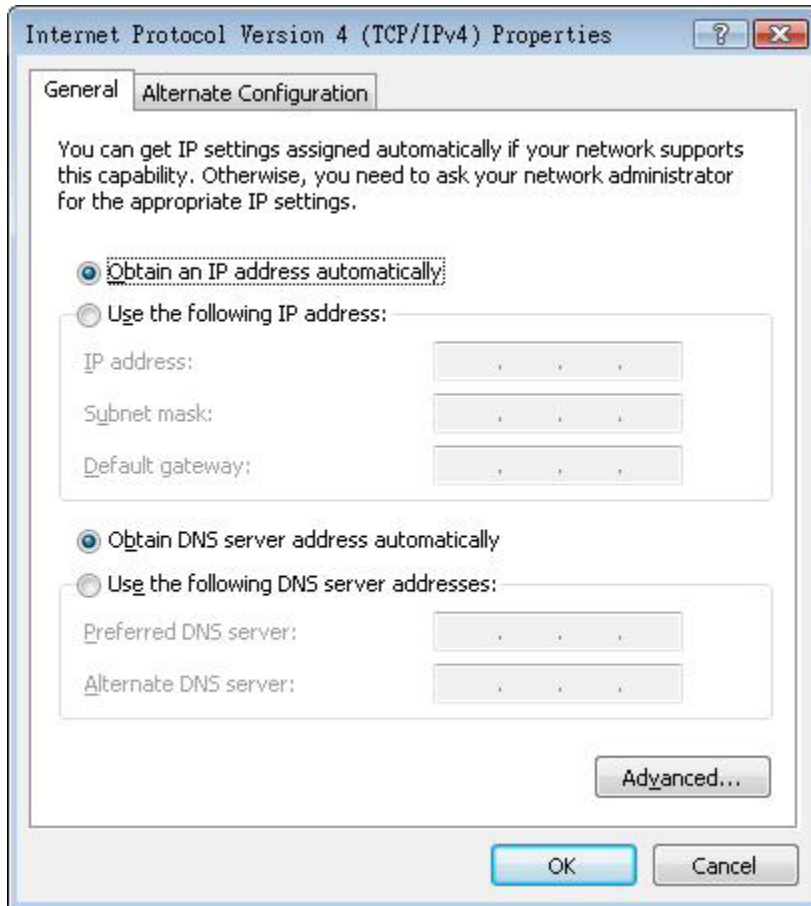 Internet Protocol Version 4 (TCP/IPv4) Properties
General
Alternate Configuration
You can get IP settings assigned automatically if your network supports
this capability. Otherwise, you need to ask your network administrator
for the appropriate IP settings.
Obtain an IP address automatically
Use the following IP address:
IP address:
Subnet mask:
Default gateway:
Obtain DNS server address automatically
Use the following DNS server addresses:
Preferred DNS server:
Alternate DNS server:
Advanced...
OK
Cancel